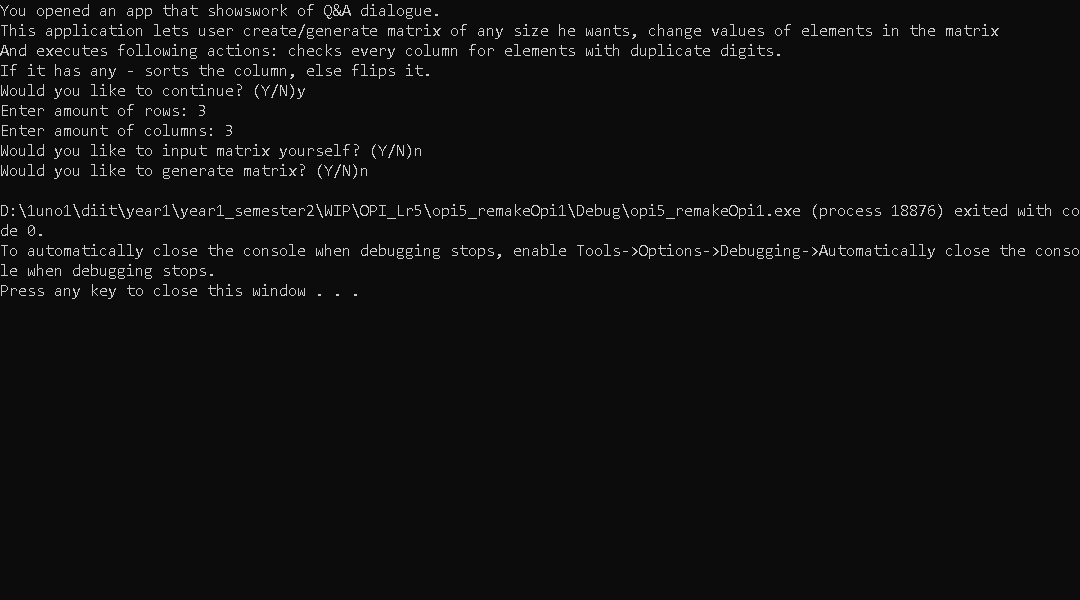 You opened an app that showswork of Q&A dialogue.
This application lets user create/generate matrix of any size he wants, change values of elements in the matrix
And executes following actions: checks every column for elements with duplicate digits.
If it has any - sorts the column, else flips it.
Would you like to continue? (Y/N)y
Enter amount of rows: 3
Enter amount of columns: 3
Would you like to input matrix yourself? (Y/N)n
Would you like to generate matrix? (Y/N)n
D:\1uno1\diit\year1\year1_semester2\WIP\OPI_Lr5\opi5_remakeOpi1\Debug\opi5_remakeOpi1.exe (process 18876) exited with co
de 0.
To automatically close the console when debugging stops, enable Tools->Options->Debugging->Automatically close the conso
le when debugging stops.
Press any key to close this window . . .